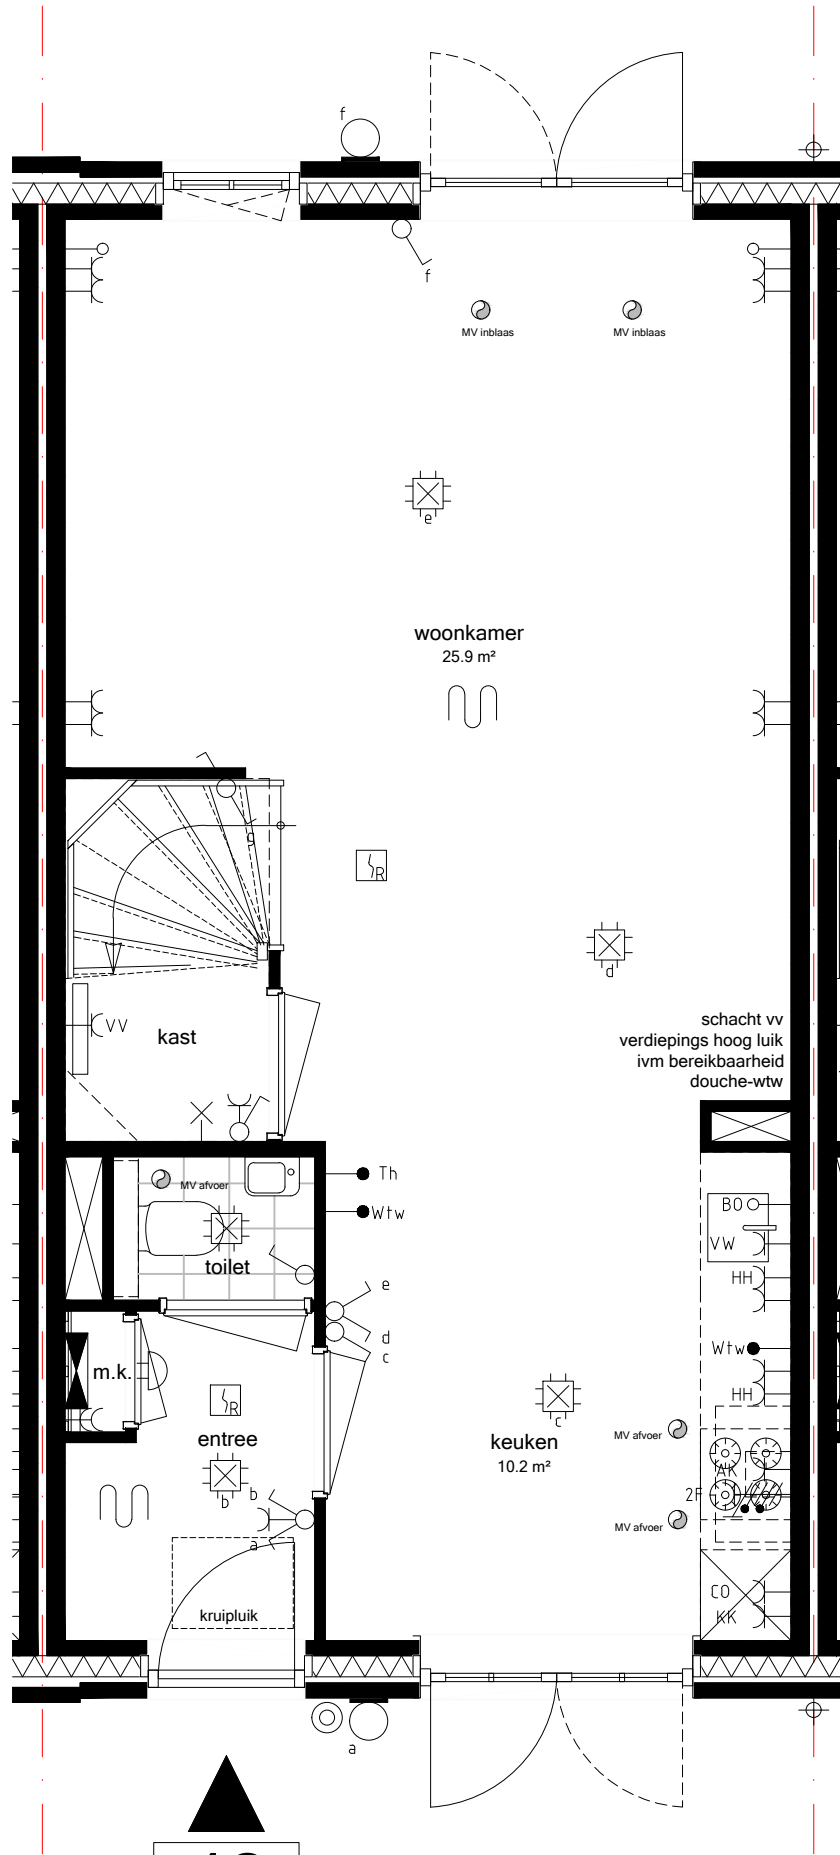 f
f
MV inblaas
MV inblaas
e
woonkamer
25.9 m²
g
R
d
VV
kast
schacht vv
verdiepings hoog luik
ivm bereikbaarheid
douche-wtw
Th
MV afvoer
Wtw
BO
VW
toilet
HH
e
d
c
Wtw
m.k.
HH
R
c
MV afvoer
entree
keuken
10.2 m²
AK
b
b
2F
MV afvoer
a
CO
KK
kruipluik
a